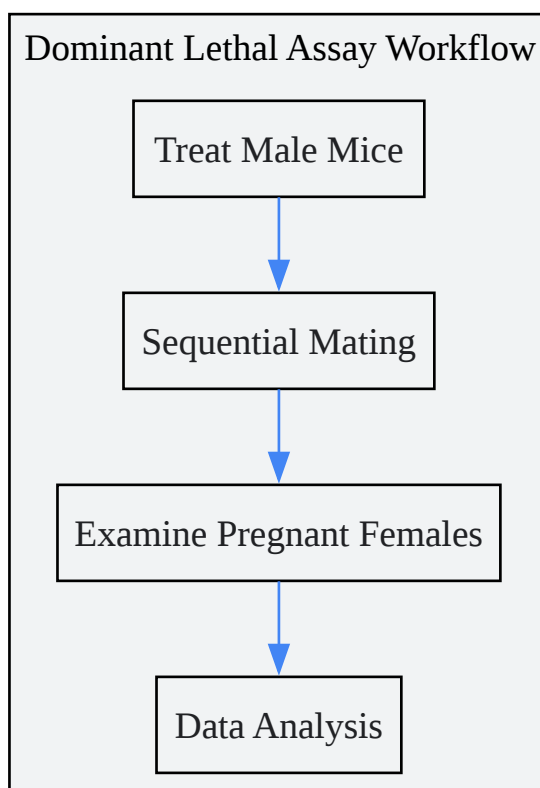 Dominant Lethal Assay Workflow
Treat Male Mice
Sequential Mating
Examine Pregnant Females
Data Analysis